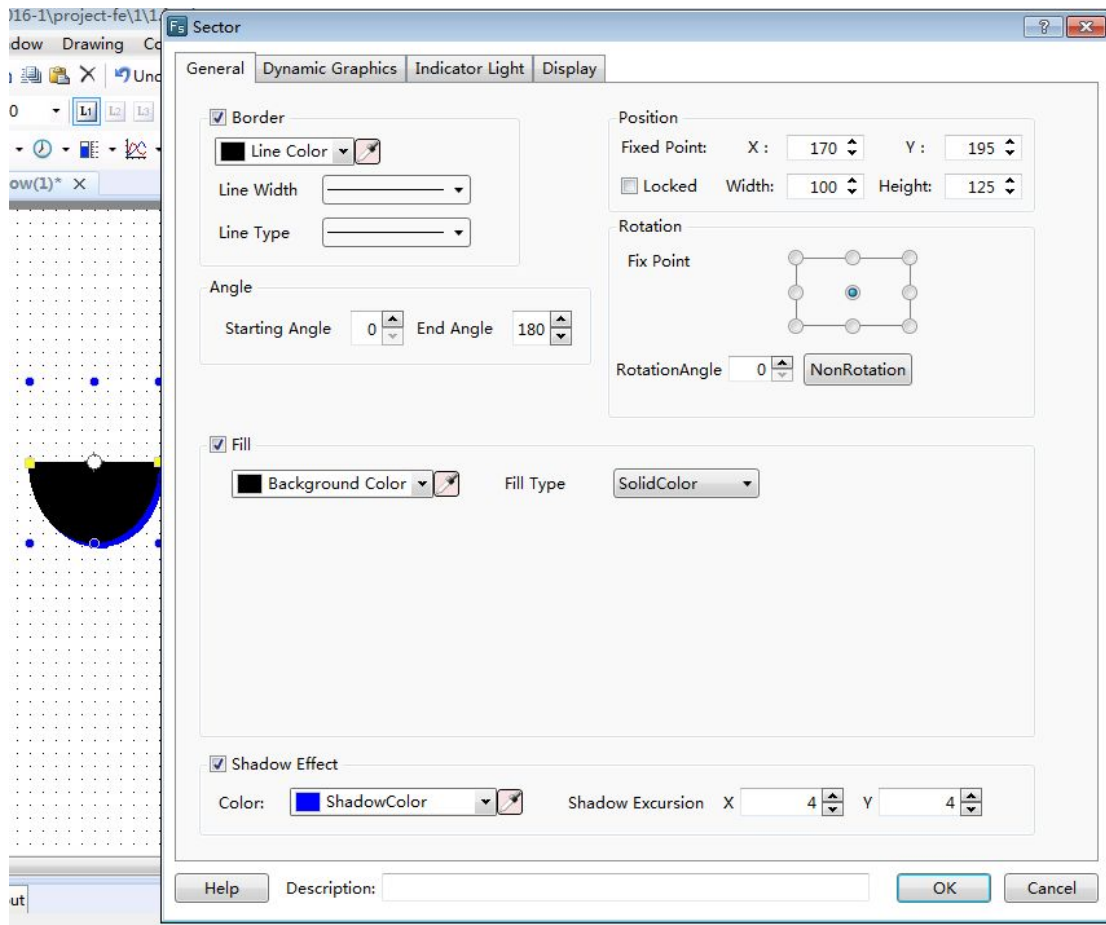 016-1\project-fe\1\1.
Fs Sector
dow Drawing Co
Unc
General Dynamic Graphics Indicator Light Display
0 L1 L2 L3
Border
Position
Line Color
Fixed Point: X : 170 Y : 195
ow(1)* X
Line Width
Locked Width: 100 Height: 125
Line Type
Rotation
Fix Point
Angle
Starting Angle 0 End Angle 180
RotationAngle 0 NonRotation
Fill
Background Color Fill Type SolidColor
Shadow Effect
Color: ShadowColor Shadow Excursion X 4 Y 4
Help Description: OK Cancel
ut